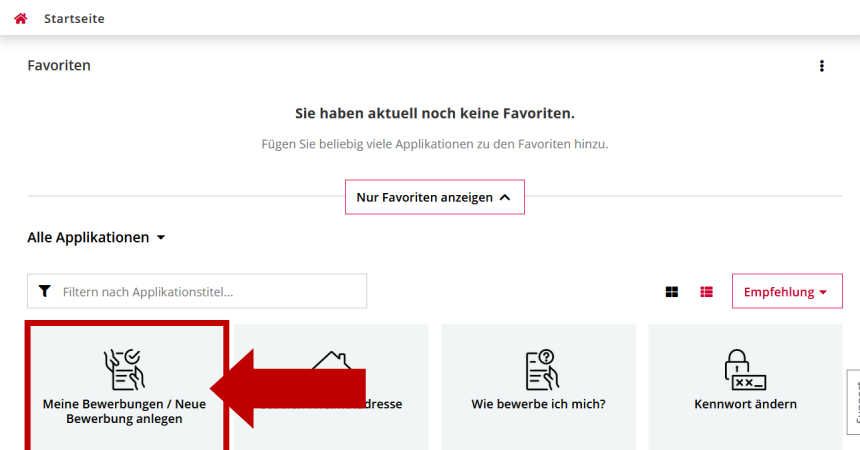 Startseite
Favoriten
Sie haben aktuell noch keine Favoriten.
Fügen Sie beliebig viele Applikationen zu den Favoriten hinzu.
Nur Favoriten anzeigen
Alle Applikationen
Filtern nach Applikationstitel...
Empfehlung
Meine Bewerbungen / Neue
Bewerbung anlegen
Wie bewerbe ich mich?
Kennwort ändern